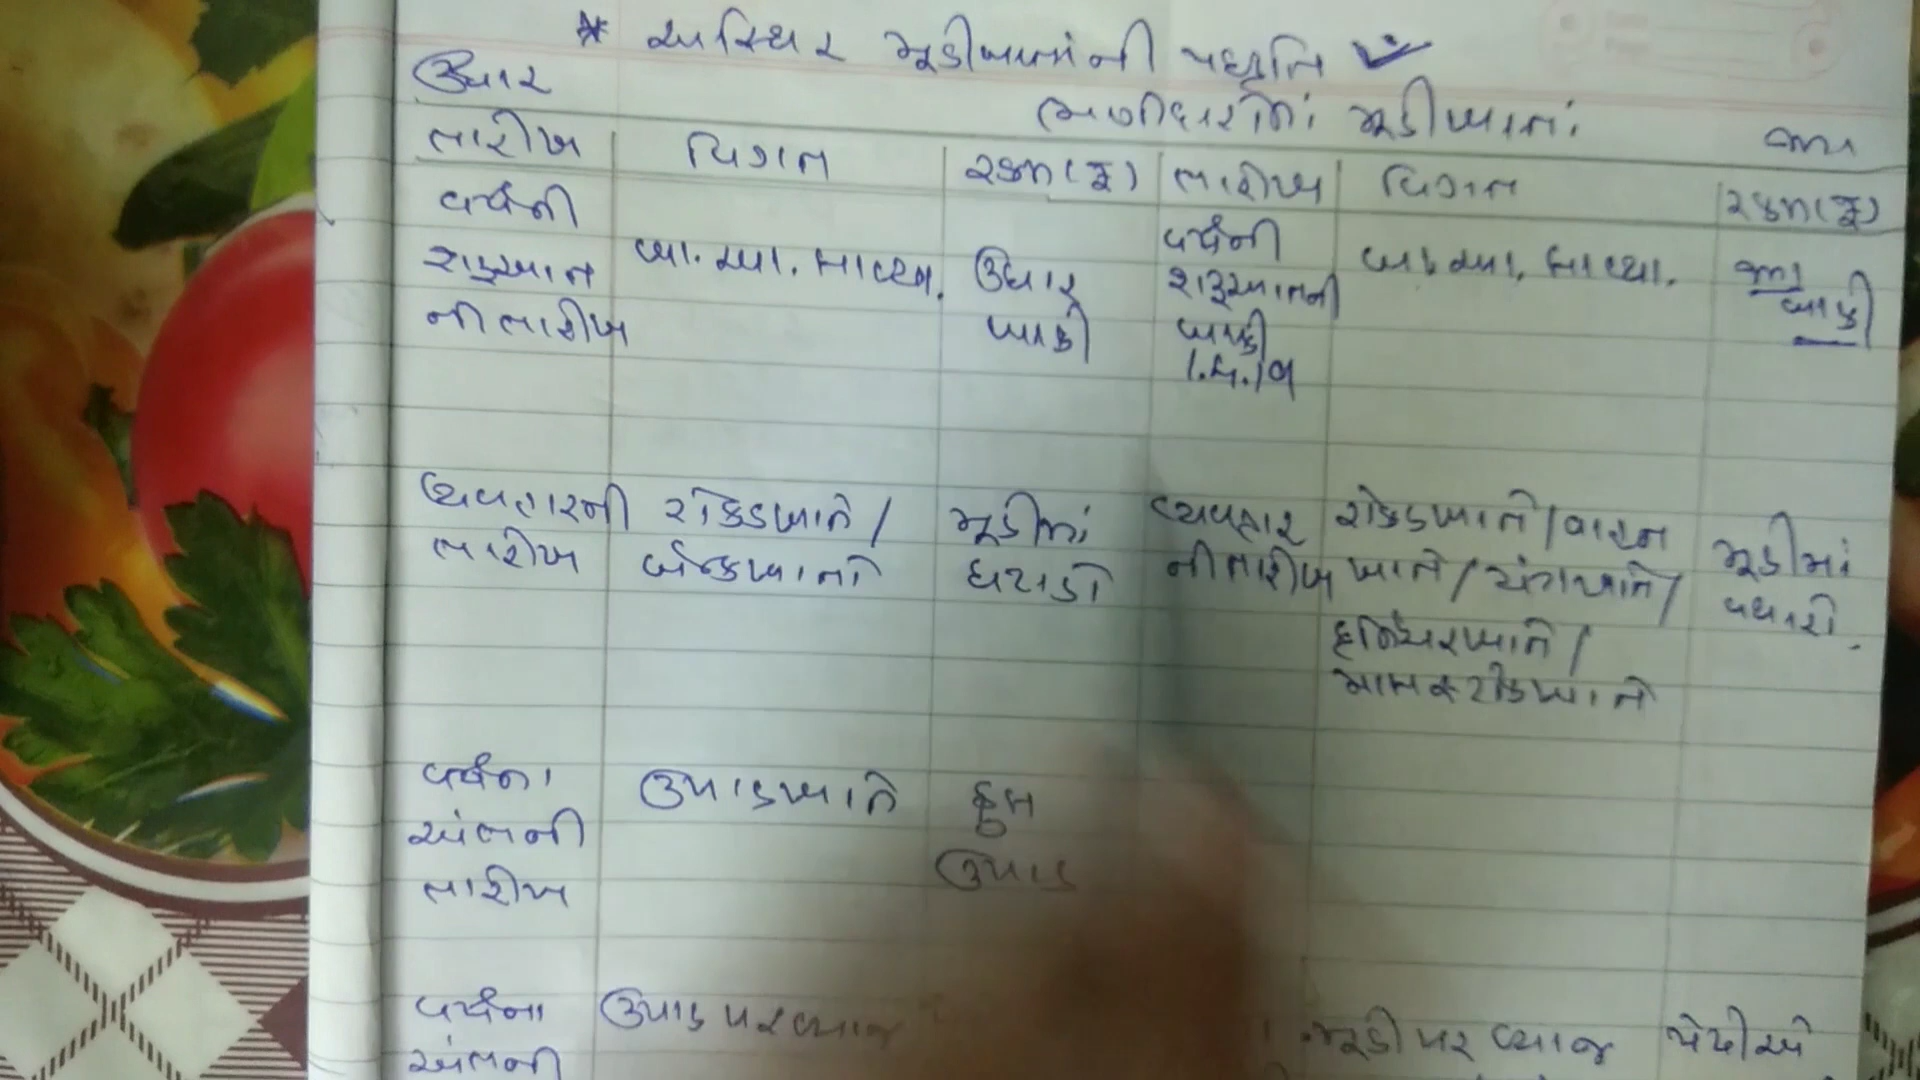 * અસ્થિર મૂડીખાતાંની પદ્ધતિ
ઉધાર
ભાગીદારોનાં મૂડીખાતાં
જમા
તારીખ વિગત રકમ(₹) તારીખ વિગત રકમ(₹)
વર્ષની બા.આ. લાવ્યા. ઉધાર વર્ષની બા.આ. લાવ્યા. જમા
શરૂઆત બાકી શરૂઆતની બાકી
ની તારીખ બાકી
વ્યવહારની રોકડખાતે / મૂડીમાં વ્યવહાર રોકડખાતે / મૂડીમાં
તારીખ બેન્કખાતે ઘટાડો ની તારીખ ખાતે / યંત્રખાતે / વધારો.
ફર્નિચરખાતે /
માલસ્ટોકખાતે
વર્ષના ઉપાડખાતે કુલ
અંતની ઉપાડ
તારીખ
વર્ષના ઉપાડ પર વ્યાજ મૂડી પર વ્યાજ પેઢીએ
અંતની